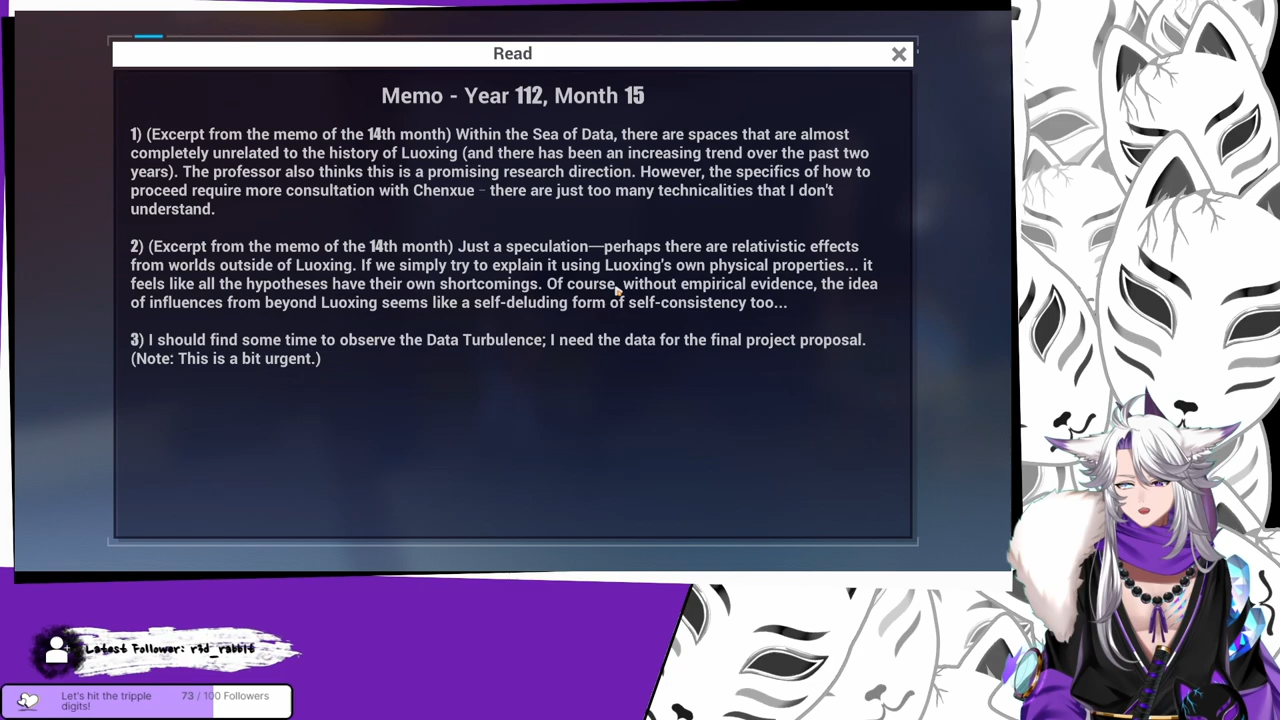 Read
Memo - Year 112, Month 15
1) (Excerpt from the memo of the 14th month) Within the Sea of Data, there are spaces that are almost
completely unrelated to the history of Luoxing (and there has been an increasing trend over the past two
years). The professor also thinks this is a promising research direction. However, the specifics of how to
proceed require more consultation with Chenxue – there are just too many technicalities that I don't
understand.
2) (Excerpt from the memo of the 14th month) Just a speculation—perhaps there are relativistic effects
from worlds outside of Luoxing. If we simply try to explain it using Luoxing's own physical properties... it
feels like all the hypotheses have their own shortcomings. Of course, without empirical evidence, the idea
of influences from beyond Luoxing seems like a self-deluding form of self-consistency too...
3) I should find some time to observe the Data Turbulence; I need the data for the final project proposal.
(Note: This is a bit urgent.)
Latest Follower: r3d_rabbit
Let's hit the tripple 73 / 100 Followers
digits!